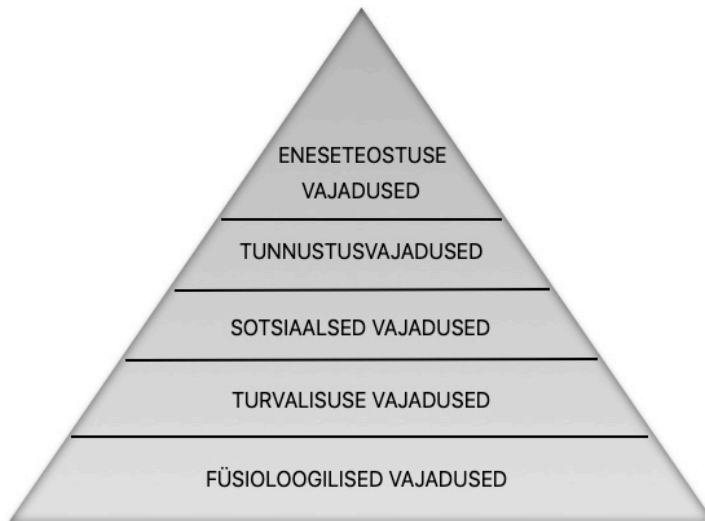 ENESETEOSTUSE
VAJADUSED
TUNNUSTUSVAJADUSED
SOTSIAALSED VAJADUSED
TURVALISUSE VAJADUSED
FÜSIOLOOGILISED VAJADUSED